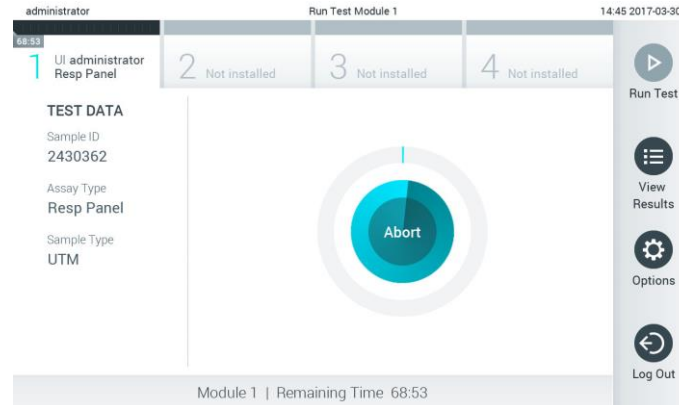 administrator
Run Test Module 1
14:45 2017-03-30
68:53
1 UI administrator
Resp Panel
2 Not installed
3 Not installed
4 Not installed
Run Test
TEST DATA
Sample ID
2430362
Assay Type
Resp Panel
Sample Type
UTM
Abort
View
Results
Options
Log Out
Module 1 | Remaining Time 68:53